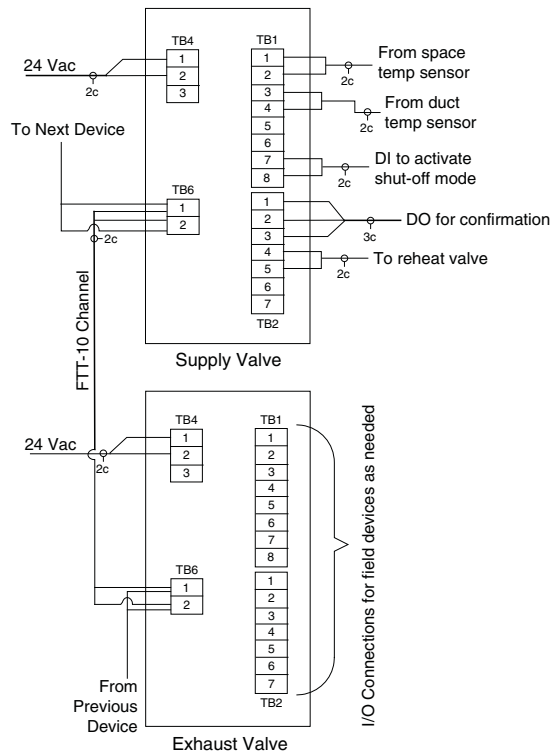 TB4
TB1
24 Vac
2c
1
2
3
1
2
3
4
5
6
7
8
From space
temp sensor
2c
From duct
temp sensor
2c
DI to activate
shut-off mode
2c
To Next Device
TB6
1
2
2c
1
2
3
4
5
6
7
TB2
DO for confirmation
3c
To reheat valve
2c
Supply Valve
FTT-10 Channel
TB4
TB1
24 Vac
2c
1
2
3
1
2
3
4
5
6
7
8
TB6
1
2
1
2
3
4
5
6
7
TB2
I/O Connections for field devices as needed
From
Previous
Device
Exhaust Valve